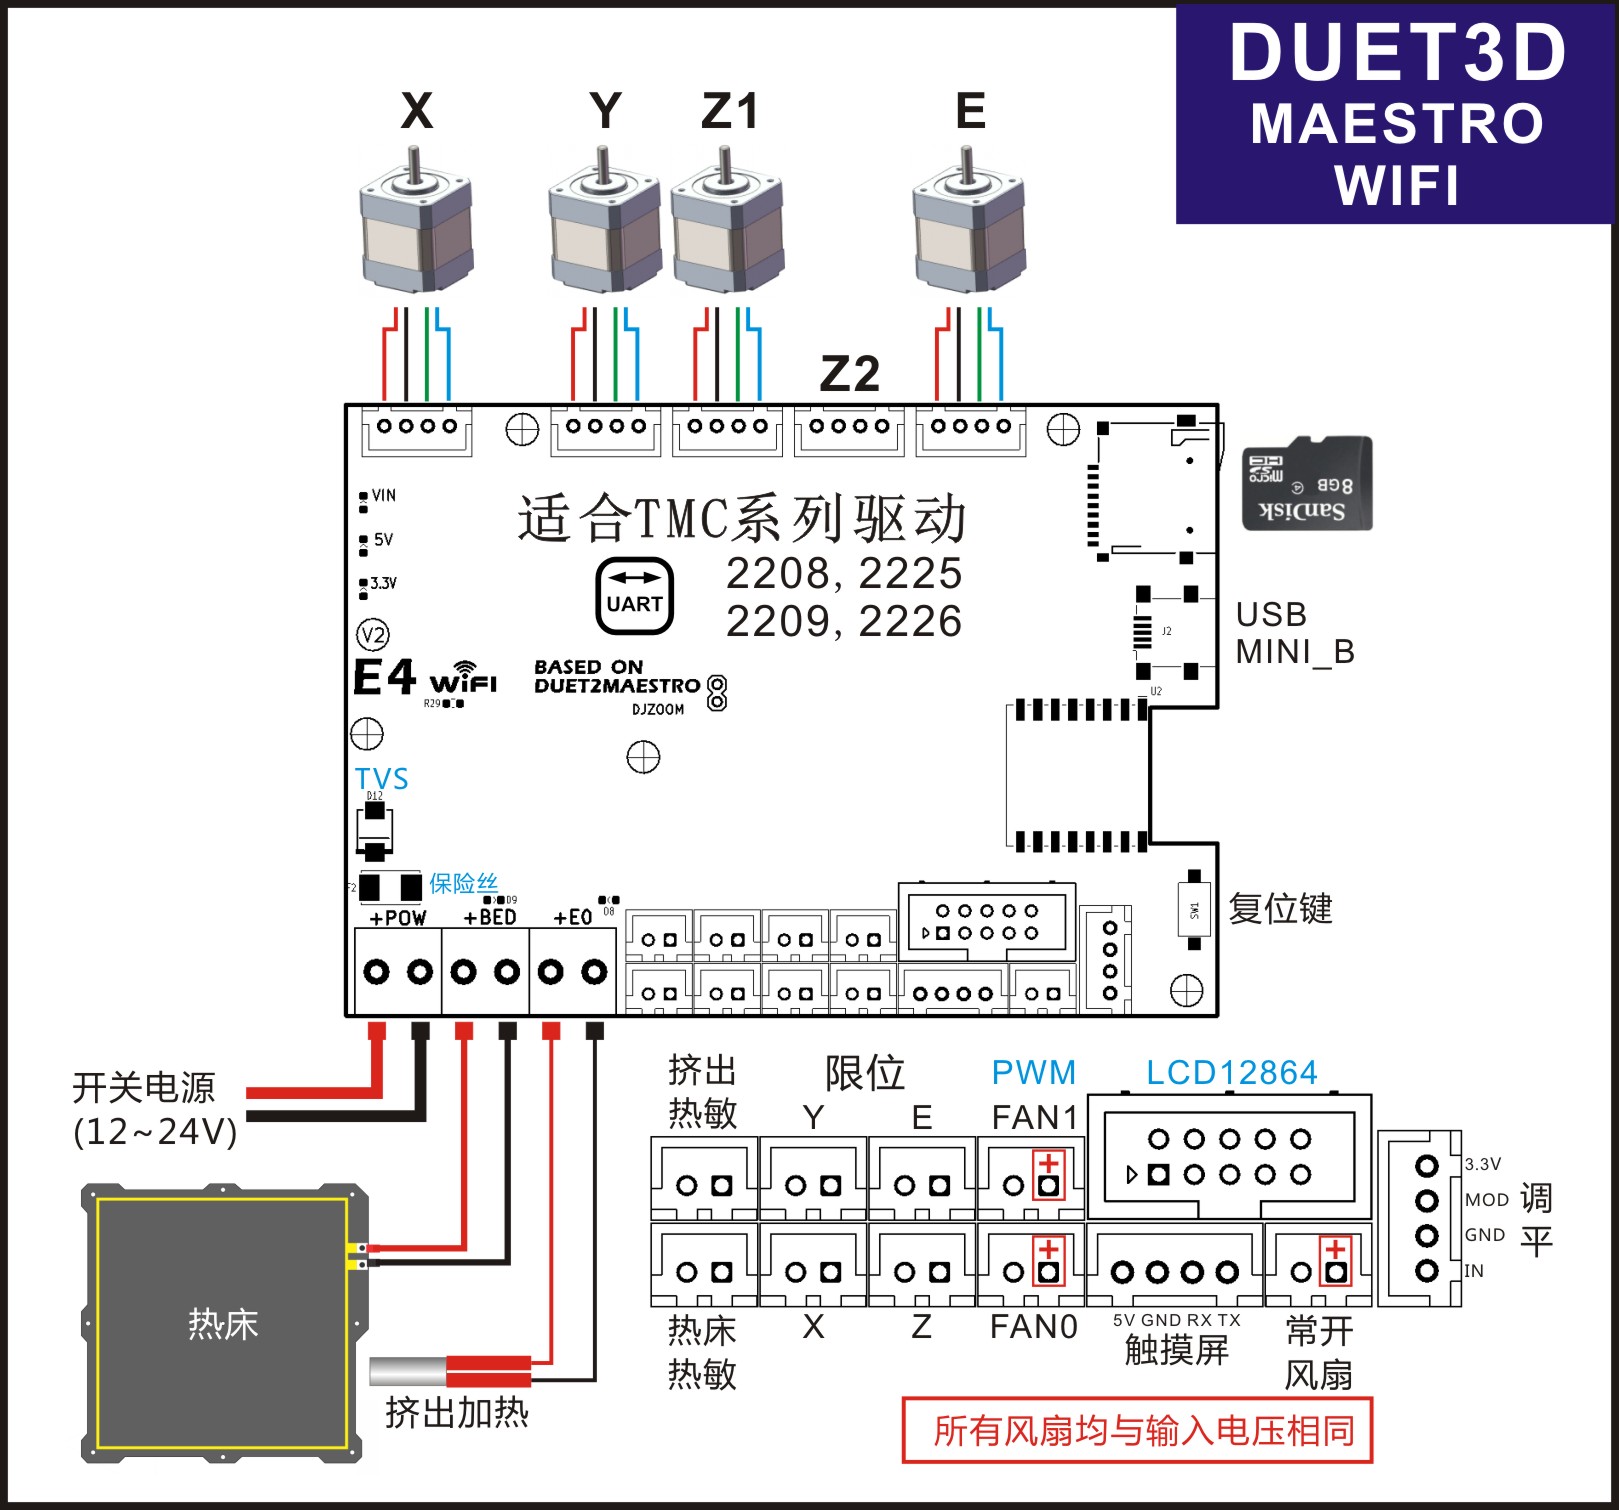 DUET3D
MAESTRO
WIFI
X
Y
Z1
E
Z2
VIN
5V
3.3V
适合TMC系列驱动
2208, 2225
2209, 2226
UART
V2
E4 WiFi
R29
BASED ON
DUET2MAESTRO
DJZOOM
8GB
micro
SD
HC
4
SanDisk
USB
MINI_B
J2
U2
TVS
D12
F2
保险丝
D9
D8
+POW
+BED
+E0
SW1
复位键
开关电源
(12~24V)
热床
挤出加热
挤出
热敏
限位
Y
E
PWM
FAN1
LCD12864
+
+
+
3.3V
MOD
GND
IN
调
平
热床
热敏
X
Z
FAN0
5V GND RX TX
触摸屏
常开
风扇
所有风扇均与输入电压相同